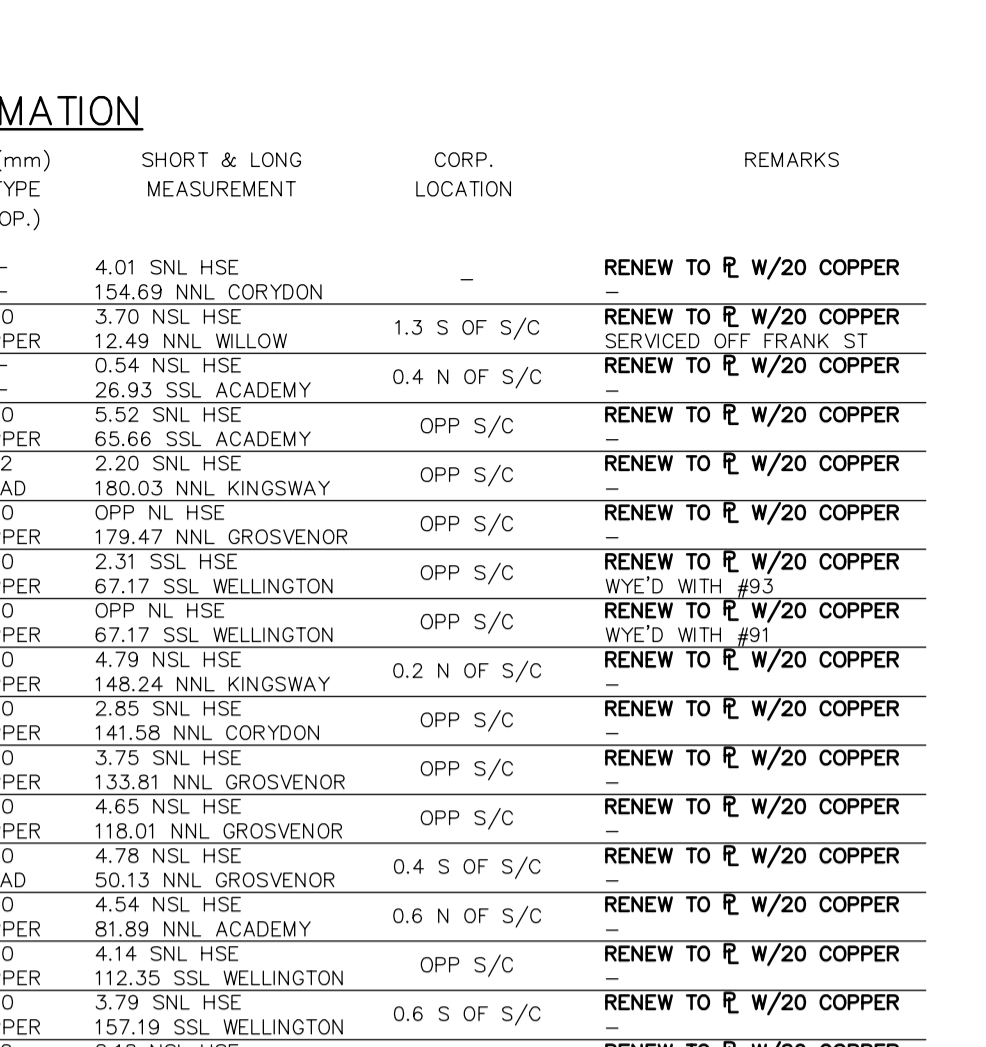 MATION
(mm) SHORT & LONG CORP. REMARKS
TYPE MEASUREMENT LOCATION
OP.)
– 4.01 SNL HSE – RENEW TO ⅊ W/20 COPPER
– 154.69 NNL CORYDON –
0 3.70 NSL HSE 1.3 S OF S/C RENEW TO ⅊ W/20 COPPER
PER 12.49 NNL WILLOW SERVICED OFF FRANK ST
– 0.54 NSL HSE 0.4 N OF S/C RENEW TO ⅊ W/20 COPPER
– 26.93 SSL ACADEMY –
0 5.52 SNL HSE OPP S/C RENEW TO ⅊ W/20 COPPER
PER 65.66 SSL ACADEMY –
2 2.20 SNL HSE OPP S/C RENEW TO ⅊ W/20 COPPER
AD 180.03 NNL KINGSWAY –
0 OPP NL HSE OPP S/C RENEW TO ⅊ W/20 COPPER
PER 179.47 NNL GROSVENOR –
0 2.31 SSL HSE OPP S/C RENEW TO ⅊ W/20 COPPER
PER 67.17 SSL WELLINGTON WYE'D WITH #93
0 OPP NL HSE OPP S/C RENEW TO ⅊ W/20 COPPER
PER 67.17 SSL WELLINGTON WYE'D WITH #91
0 4.79 NSL HSE 0.2 N OF S/C RENEW TO ⅊ W/20 COPPER
PER 148.24 NNL KINGSWAY –
0 2.85 SNL HSE OPP S/C RENEW TO ⅊ W/20 COPPER
PER 141.58 NNL CORYDON –
0 3.75 SNL HSE OPP S/C RENEW TO ⅊ W/20 COPPER
PER 133.81 NNL GROSVENOR –
0 4.65 NSL HSE OPP S/C RENEW TO ⅊ W/20 COPPER
PER 118.01 NNL GROSVENOR –
0 4.78 NSL HSE 0.4 S OF S/C RENEW TO ⅊ W/20 COPPER
AD 50.13 NNL GROSVENOR –
0 4.54 NSL HSE 0.6 N OF S/C RENEW TO ⅊ W/20 COPPER
PER 81.89 NNL ACADEMY –
0 4.14 SNL HSE OPP S/C RENEW TO ⅊ W/20 COPPER
PER 112.35 SSL WELLINGTON –
0 3.79 SNL HSE 0.6 S OF S/C RENEW TO ⅊ W/20 COPPER
PER 157.19 SSL WELLINGTON –